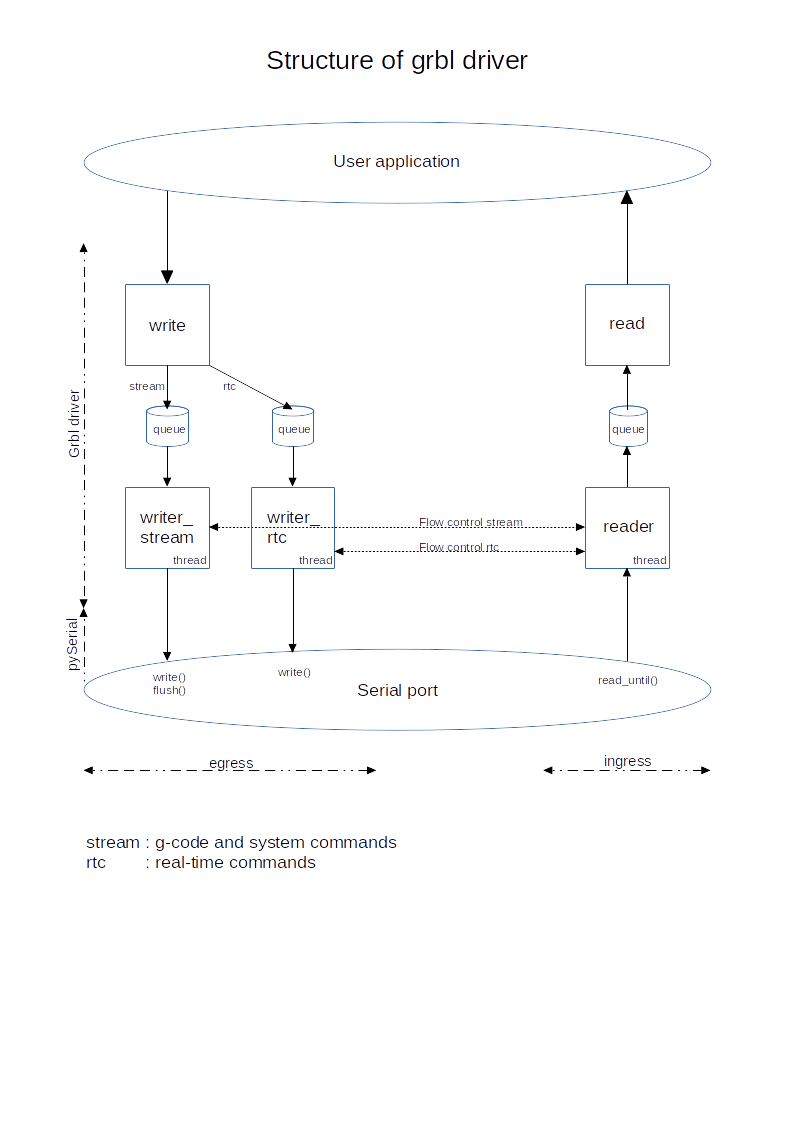 Structure of grbl driver
User application
write
read
stream
rtc
queue
queue
queue
Grbl driver
writer_
stream
thread
writer_
rtc
thread
Flow control stream
Flow control rtc
reader
thread
pySerial
write()
flush()
write()
Serial port
read_until()
egress
ingress
stream : g-code and system commands
rtc : real-time commands